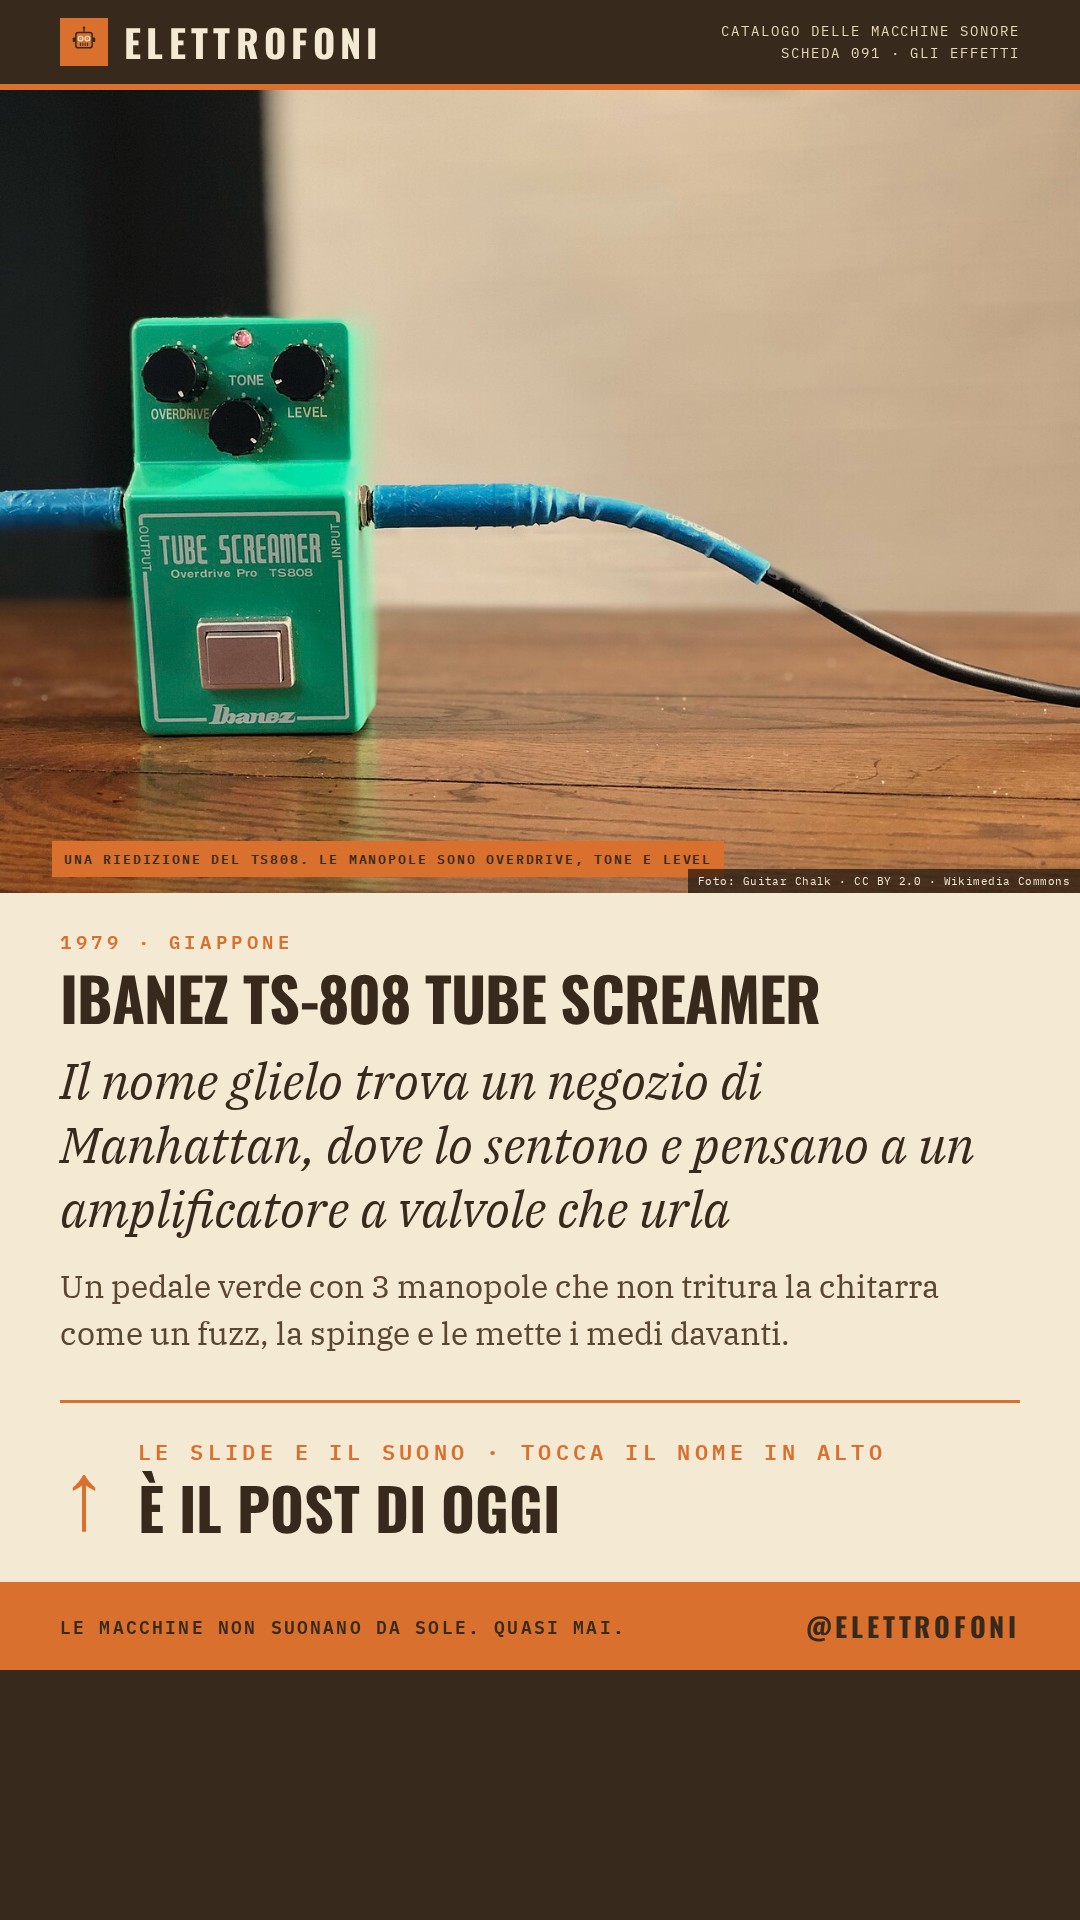 ELETTROFONI
CATALOGO DELLE MACCHINE SONORE
SCHEDA 091 · GLI EFFETTI
TONE
OVERDRIVE
LEVEL
OUTPUT
INPUT
TUBE SCREAMER
Overdrive Pro TS808
Ibanez
UNA RIEDIZIONE DEL TS808. LE MANOPOLE SONO OVERDRIVE, TONE E LEVEL
Foto: Guitar Chalk · CC BY 2.0 · Wikimedia Commons
1979 · GIAPPONE
IBANEZ TS-808 TUBE SCREAMER
Il nome glielo trova un negozio di
Manhattan, dove lo sentono e pensano a un
amplificatore a valvole che urla
Un pedale verde con 3 manopole che non tritura la chitarra
come un fuzz, la spinge e le mette i medi davanti.
LE SLIDE E IL SUONO · TOCCA IL NOME IN ALTO
↑ È IL POST DI OGGI
LE MACCHINE NON SUONANO DA SOLE. QUASI MAI.
@ELETTROFONI